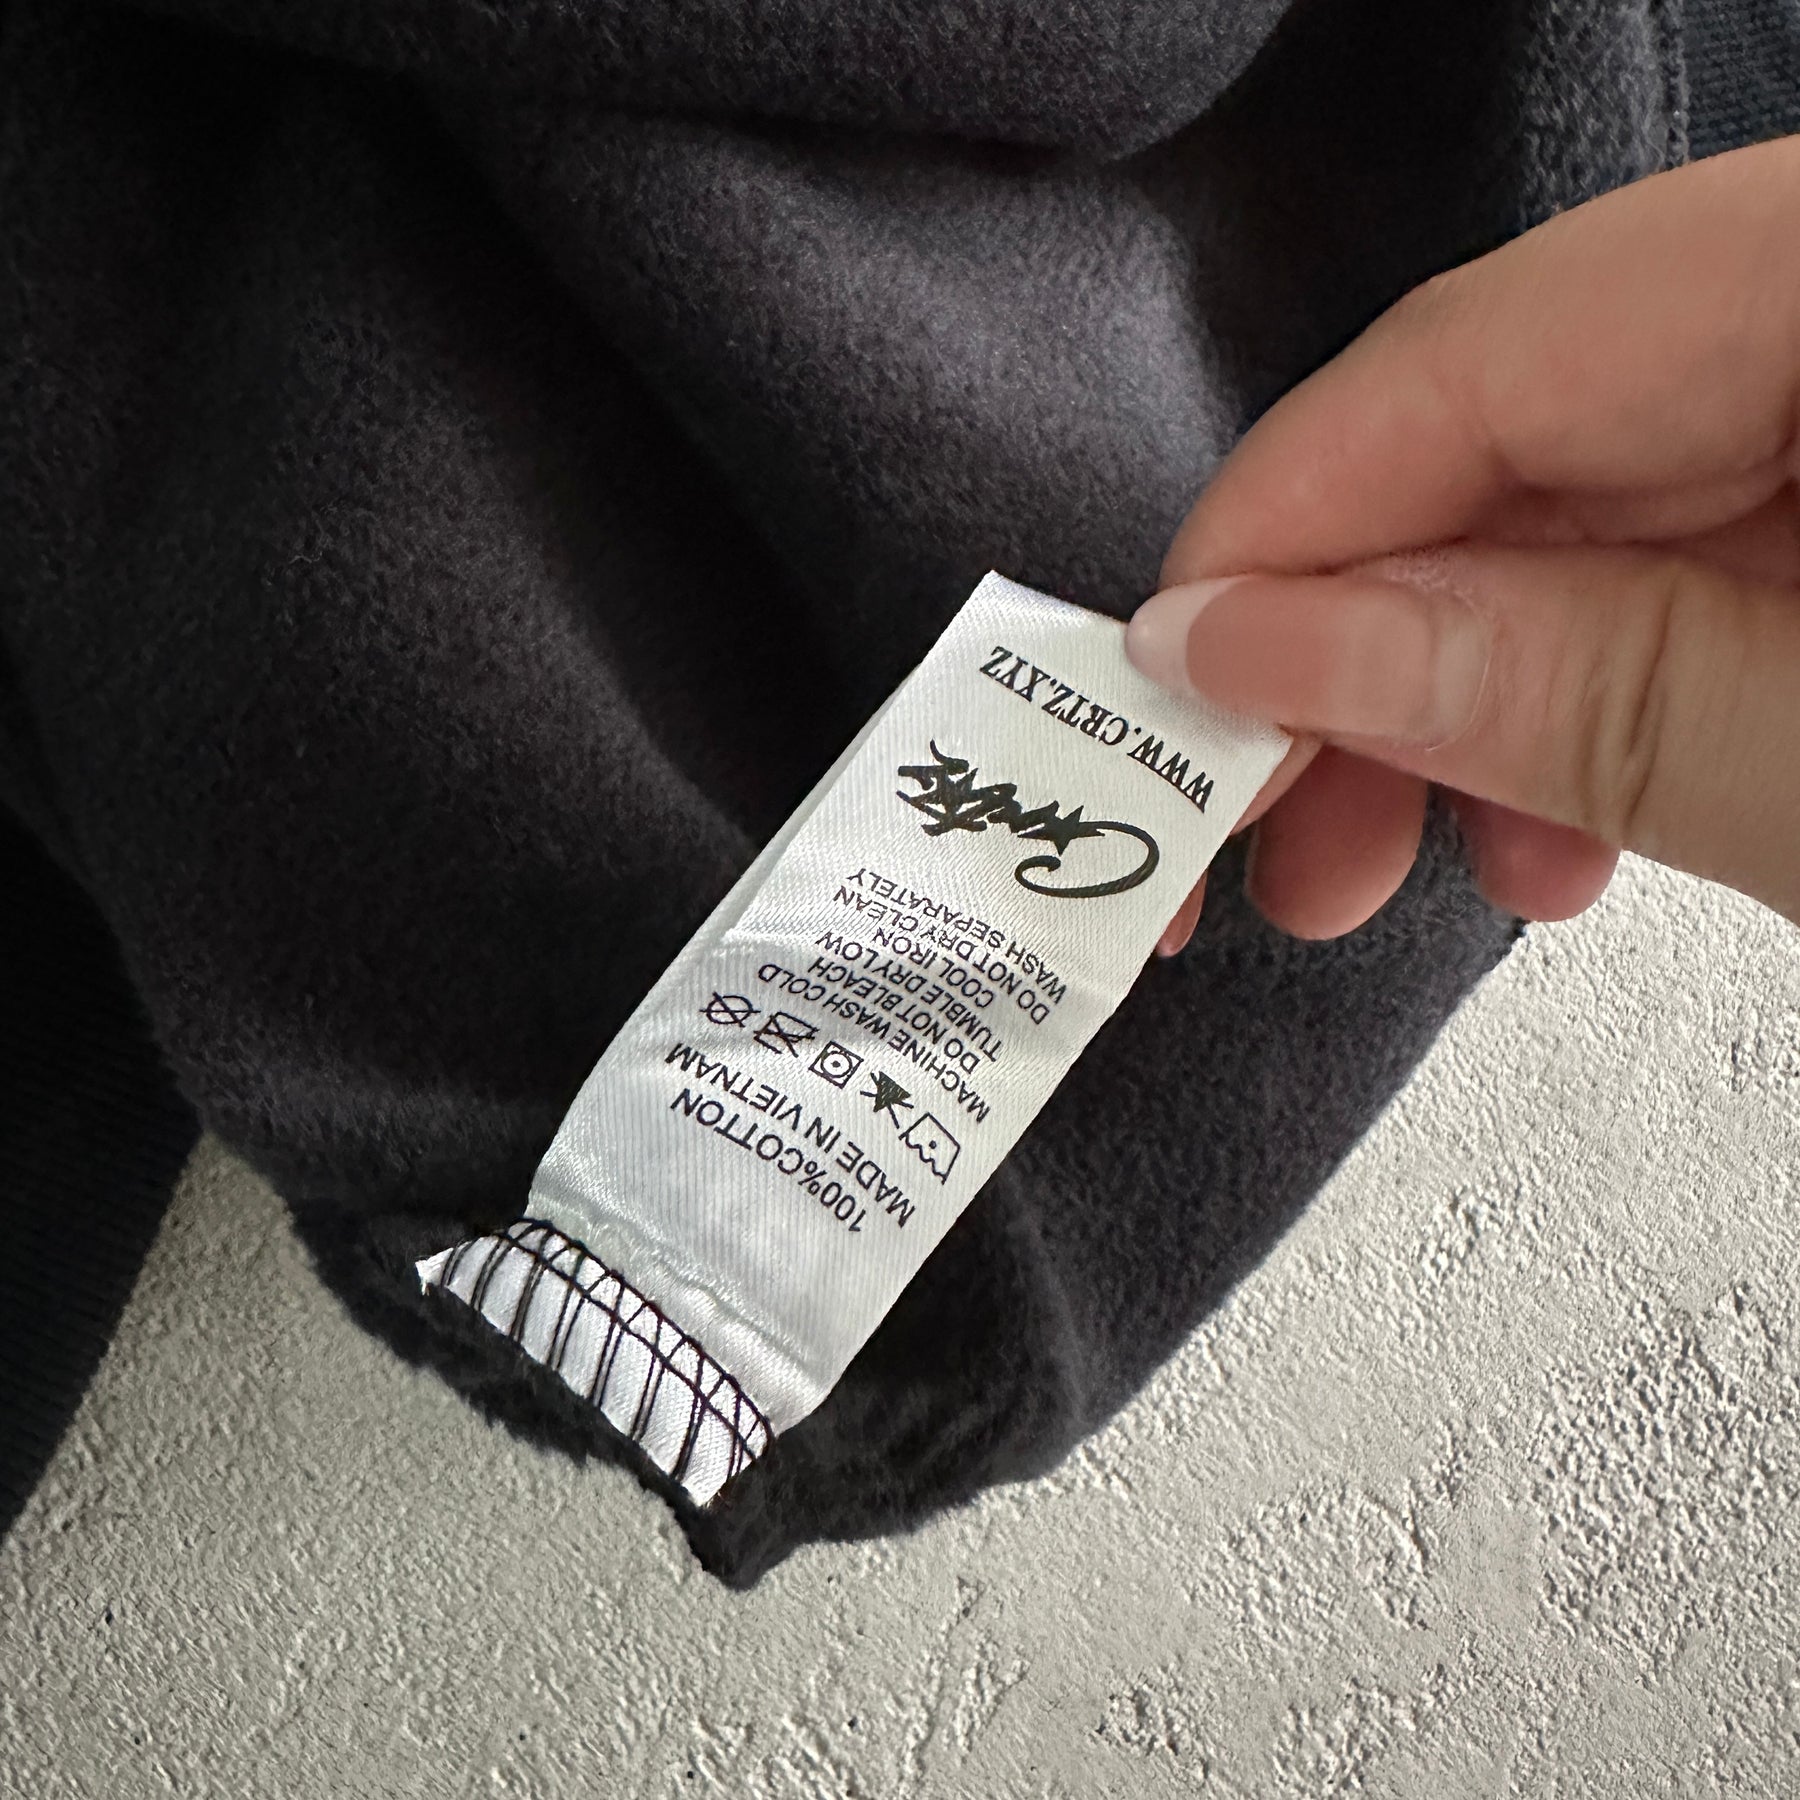 WWW.CRTZ.XYZ
Corteiz
WASH SEPARATELY
DO NOT DRY CLEAN
COOL IRON
TUMBLE DRY LOW
DO NOT BLEACH
MACHINE WASH COLD
MADE IN VIETNAM
100%COTTON